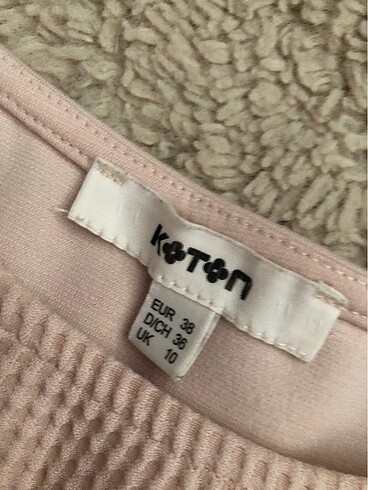 KOTON
EUR 38
D/CH 36
UK 10